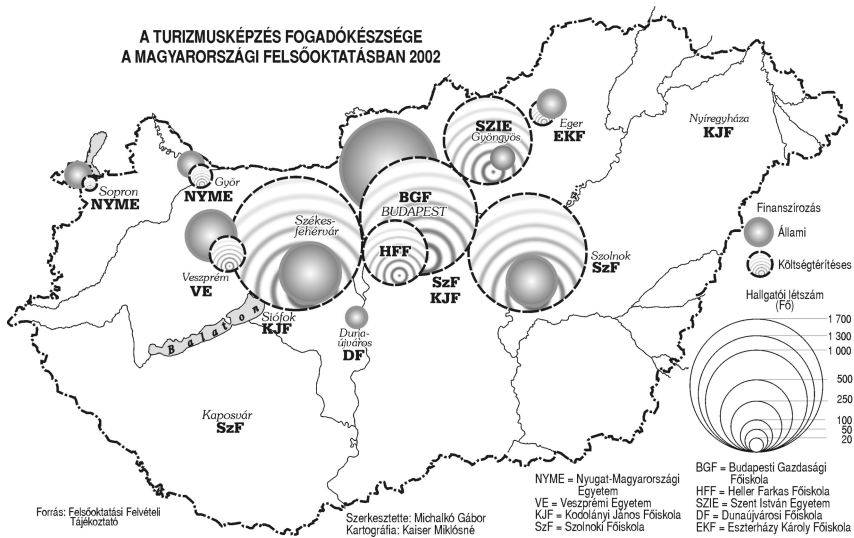 A TURIZMUSKÉPZÉS FOGADÓKÉSZSÉGE
A MAGYARORSZÁGI FELSŐOKTATÁSBAN 2002
SZIE
Gyöngyös
Eger
EKF
Nyíregyháza
KJF
Sopron
NYME
Győr
NYME
BGF
BUDAPEST
Székes-
fehérvár
HFF
Veszprém
VE
SzF
KJF
Szolnok
SzF
Siófok
KJF
Balaton
Duna-
újváros
DF
Kaposvár
SzF
Finanszírozás
Állami
Költségtérítéses
Hallgatói létszám
(Fő)
1 700
1 300
1 000
500
250
100
50
20
NYME = Nyugat-Magyarországi
Egyetem
VE = Veszprémi Egyetem
KJF = Kodolányi János Főiskola
SzF = Szolnoki Főiskola
BGF = Budapesti Gazdasági
Főiskola
HFF = Heller Farkas Főiskola
SZIE = Szent István Egyetem
DF = Dunaújvárosi Főiskola
EKF = Eszterházy Károly Főiskola
Forrás: Felsőoktatási Felvételi
Tájékoztató
Szerkesztette: Michalkó Gábor
Kartográfia: Kaiser Miklósné